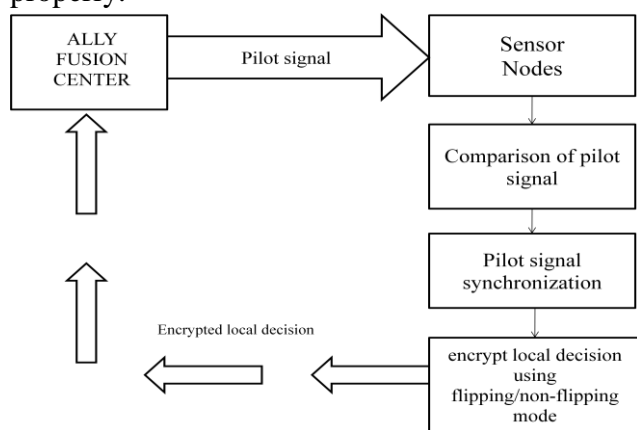 properly.
ALLY
FUSION
CENTER
Pilot signal
Sensor
Nodes
Comparison of pilot
signal
Pilot signal
synchronization
Encrypted local decision
encrypt local decision
using
flipping/non-flipping
mode